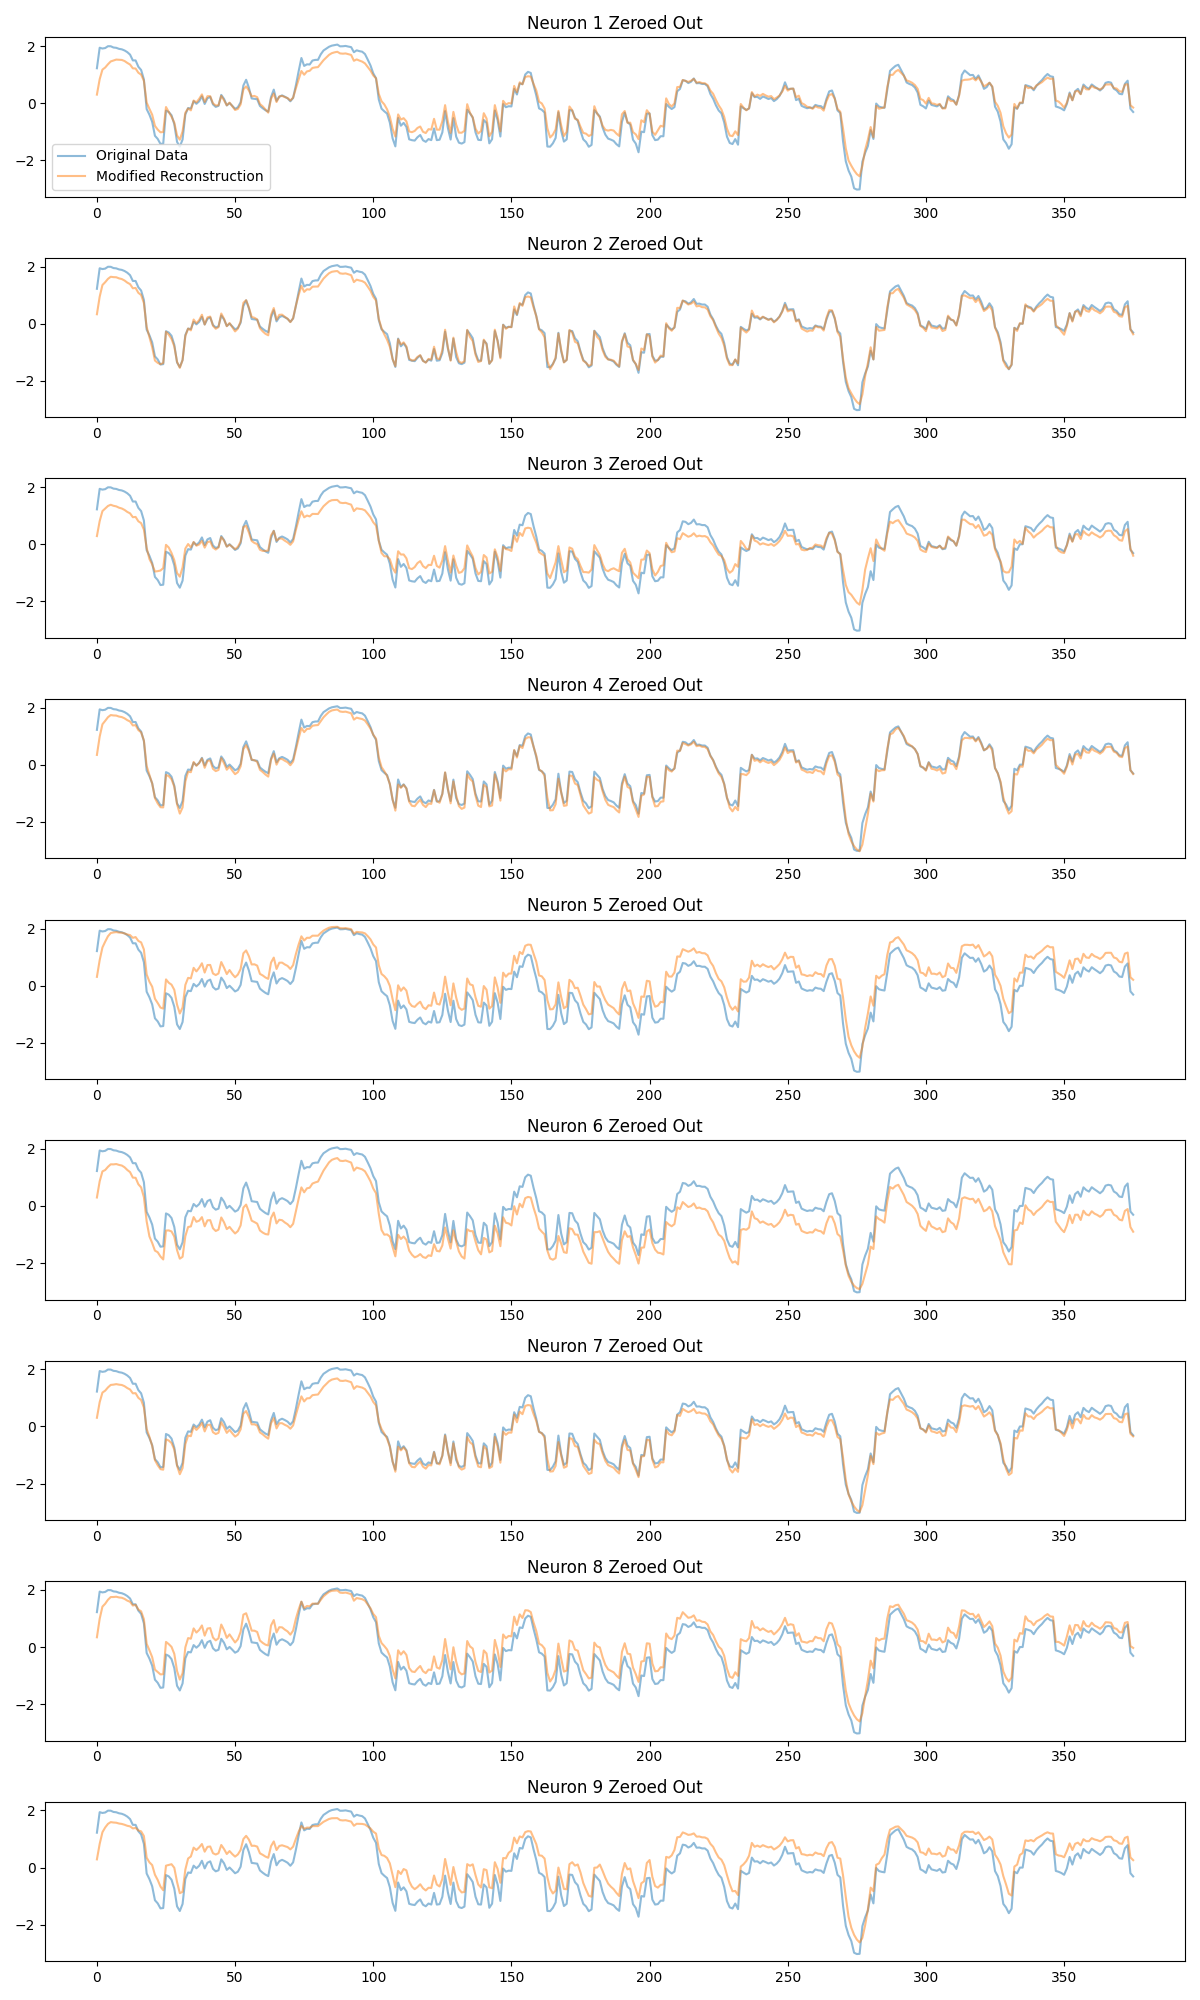 Neuron 1 Zeroed Out
2
0
−2
Original Data
Modified Reconstruction
0 50 100 150 200 250 300 350
Neuron 2 Zeroed Out
2
0
−2
0 50 100 150 200 250 300 350
Neuron 3 Zeroed Out
2
0
−2
0 50 100 150 200 250 300 350
Neuron 4 Zeroed Out
2
0
−2
0 50 100 150 200 250 300 350
Neuron 5 Zeroed Out
2
0
−2
0 50 100 150 200 250 300 350
Neuron 6 Zeroed Out
2
0
−2
0 50 100 150 200 250 300 350
Neuron 7 Zeroed Out
2
0
−2
0 50 100 150 200 250 300 350
Neuron 8 Zeroed Out
2
0
−2
0 50 100 150 200 250 300 350
Neuron 9 Zeroed Out
2
0
−2
0 50 100 150 200 250 300 350